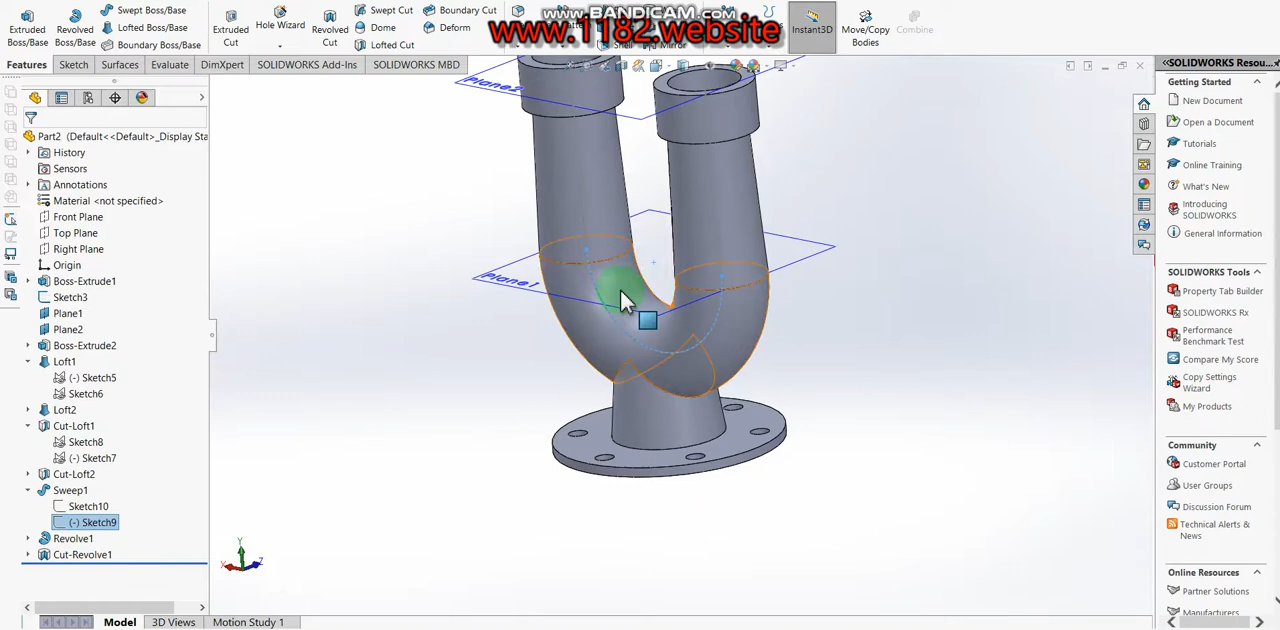 www.BANDICAM.com
www.1182.website
Extruded Boss/Base
Revolved Boss/Base
Swept Boss/Base
Lofted Boss/Base
Boundary Boss/Base
Extruded Cut
Hole Wizard
Revolved Cut
Swept Cut
Dome
Lofted Cut
Boundary Cut
Deform
Shell
Mirror
Instant3D
Move/Copy Bodies
Combine
Features
Sketch
Surfaces
Evaluate
DimXpert
SOLIDWORKS Add-Ins
SOLIDWORKS MBD
Part2 (Default<<Default>_Display Sta
History
Sensors
Annotations
Material <not specified>
Front Plane
Top Plane
Right Plane
Origin
Boss-Extrude1
Sketch3
Plane1
Plane2
Boss-Extrude2
Loft1
(-) Sketch5
Sketch6
Loft2
Cut-Loft1
Sketch8
(-) Sketch7
Cut-Loft2
Sweep1
Sketch10
(-) Sketch9
Revolve1
Cut-Revolve1
Plane2
Plane1
Y
X
Z
Model
3D Views
Motion Study 1
SOLIDWORKS Resou...
Getting Started
New Document
Open a Document
Tutorials
Online Training
What's New
Introducing
SOLIDWORKS
General Information
SOLIDWORKS Tools
Property Tab Builder
SOLIDWORKS Rx
Performance
Benchmark Test
Compare My Score
Copy Settings
Wizard
My Products
Community
Customer Portal
User Groups
Discussion Forum
Technical Alerts &
News
Online Resources
Partner Solutions
Manufacturers